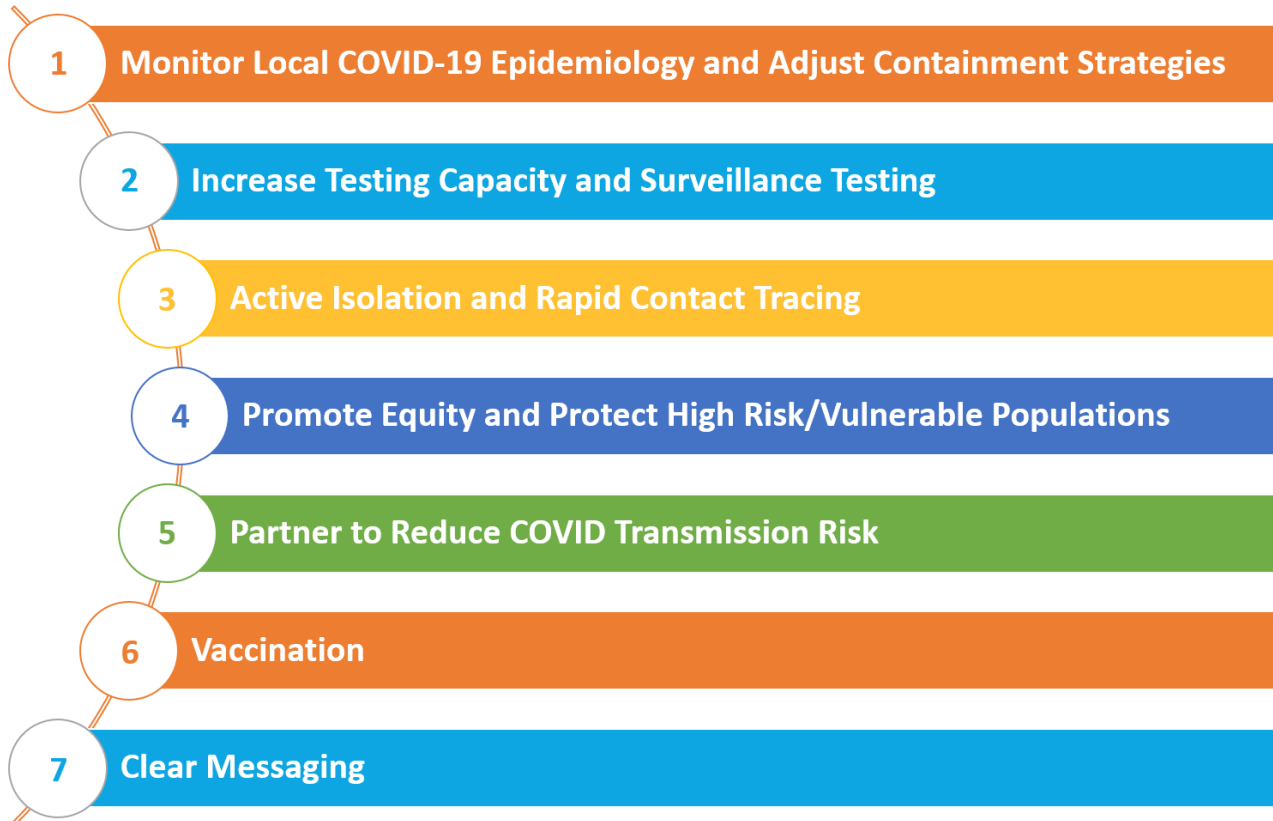 1 Monitor Local COVID-19 Epidemiology and Adjust Containment Strategies
2 Increase Testing Capacity and Surveillance Testing
3 Active Isolation and Rapid Contact Tracing
4 Promote Equity and Protect High Risk/Vulnerable Populations
5 Partner to Reduce COVID Transmission Risk
6 Vaccination
7 Clear Messaging